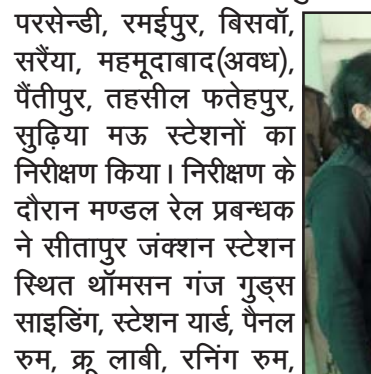 परसेन्डी, रमईपुर, बिसवॉ,
सरैंया, महमूदाबाद(अवध),
पैंतीपुर, तहसील फतेहपुर,
सुढ़िया मऊ स्टेशनों का
निरीक्षण किया। निरीक्षण के
दौरान मण्डल रेल प्रबन्धक
ने सीतापुर जंक्शन स्टेशन
स्थित थॉमसन गंज गुड्स
साइडिंग, स्टेशन यार्ड, पैनल
रुम, क्रू लाबी, रनिंग रुम,